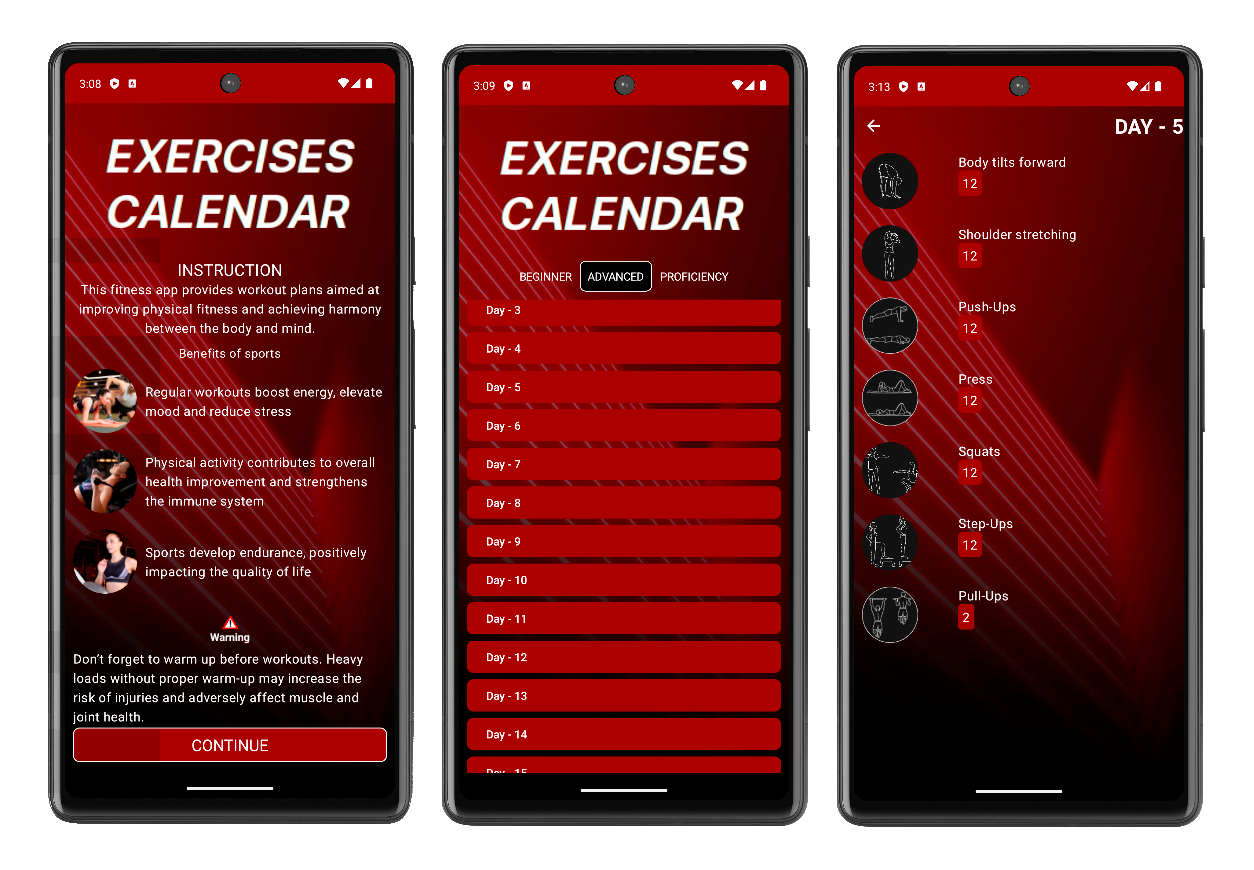 3:08
EXERCISES
CALENDAR
INSTRUCTION
This fitness app provides workout plans aimed at
improving physical fitness and achieving harmony
between the body and mind.
Benefits of sports
Regular workouts boost energy, elevate
mood and reduce stress
Physical activity contributes to overall
health improvement and strengthens
the immune system
Sports develop endurance, positively
impacting the quality of life
Warning
Don't forget to warm up before workouts. Heavy
loads without proper warm-up may increase the
risk of injuries and adversely affect muscle and
joint health.
CONTINUE
3:09
EXERCISES
CALENDAR
BEGINNER ADVANCED PROFICIENCY
Day - 3
Day - 4
Day - 5
Day - 6
Day - 7
Day - 8
Day - 9
Day - 10
Day - 11
Day - 12
Day - 13
Day - 14
Day - 15
3:13
DAY - 5
Body tilts forward
12
Shoulder stretching
12
Push-Ups
12
Press
12
Squats
12
Step-Ups
12
Pull-Ups
2